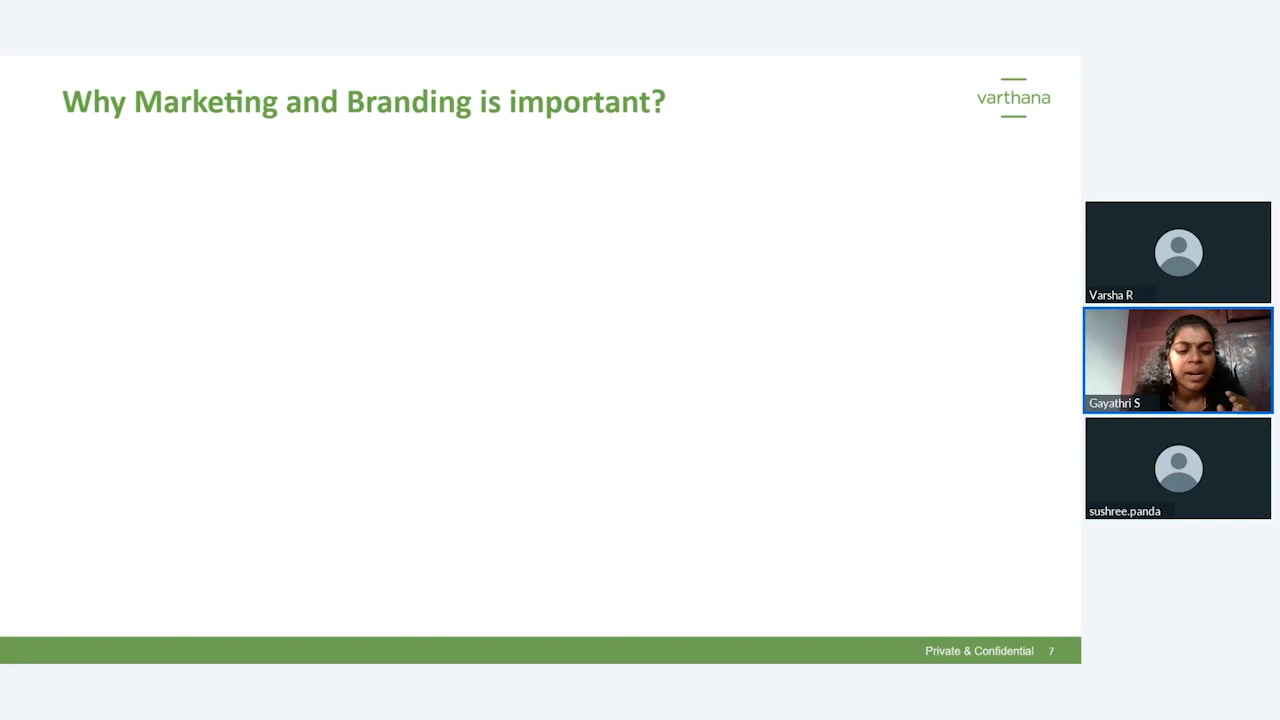 Why Marketing and Branding is important?
varthana
Varsha R
Gayathri S
sushree.panda
Private & Confidential 7